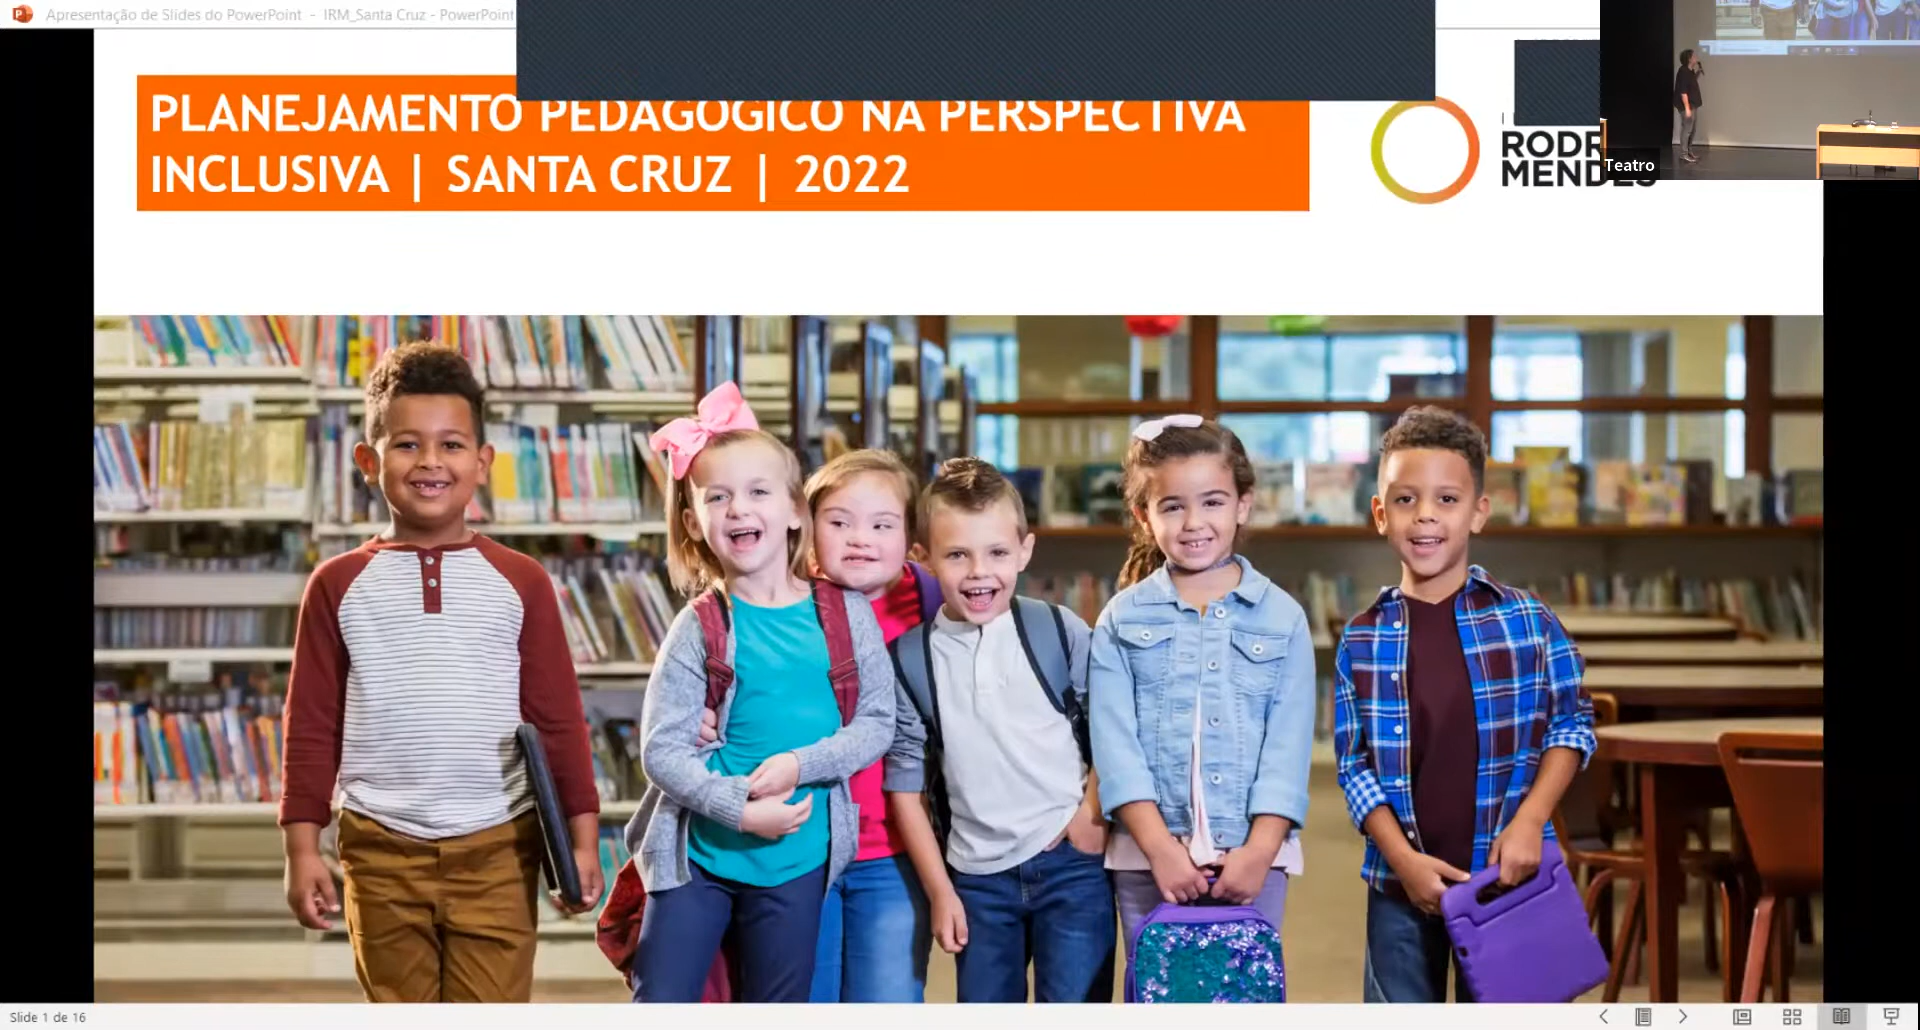 Apresentação de Slides do PowerPoint - IRM_Santa Cruz - PowerPoint
PLANEJAMENTO PEDAGÓGICO NA PERSPECTIVA
INCLUSIVA | SANTA CRUZ | 2022
MENDES
Teatro
Slide 1 de 16